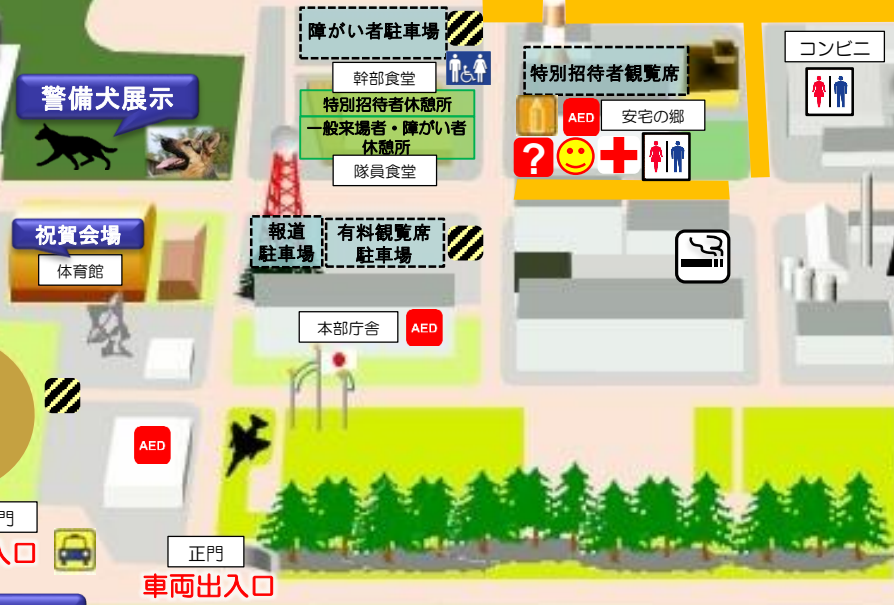 障がい者駐車場
コンビニ
幹部食堂
特別招待者観覧席
警備犬展示
特別招待者休憩所
AED
安宅の郷
一般来場者・障がい者
休憩所
?
隊員食堂
祝賀会場
報道
駐車場
有料観覧席
駐車場
体育館
本部庁舎
AED
AED
門
入口
正門
車両出入口